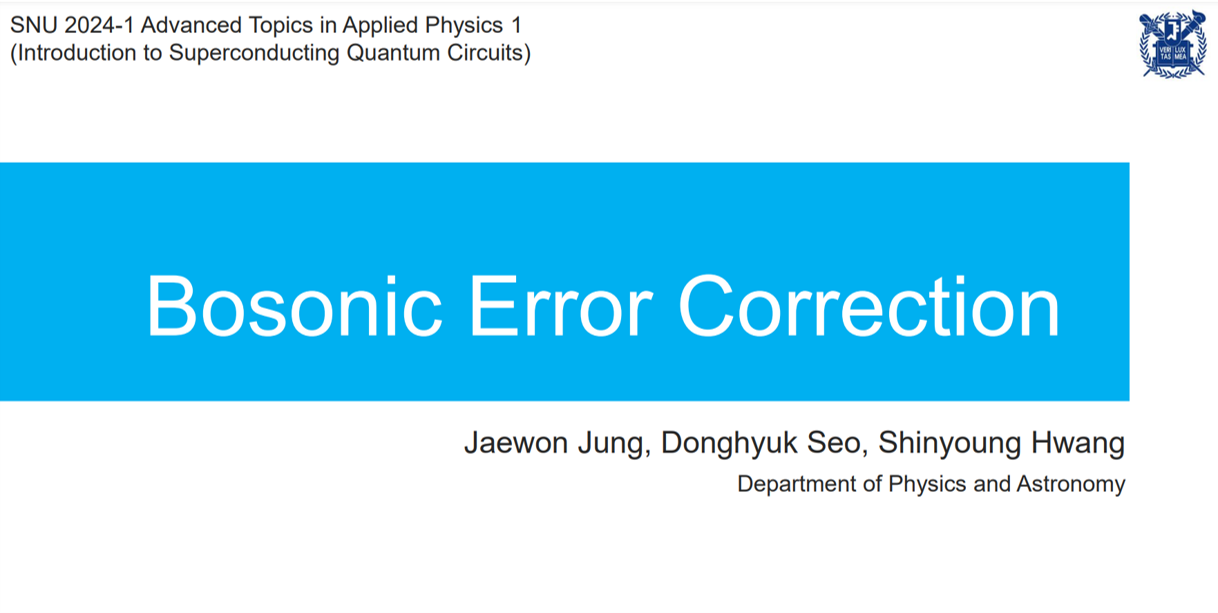 SNU 2024-1 Advanced Topics in Applied Physics 1
(Introduction to Superconducting Quantum Circuits)
VERI LUX
TAS MEA
Bosonic Error Correction
Jaewon Jung, Donghyuk Seo, Shinyoung Hwang
Department of Physics and Astronomy